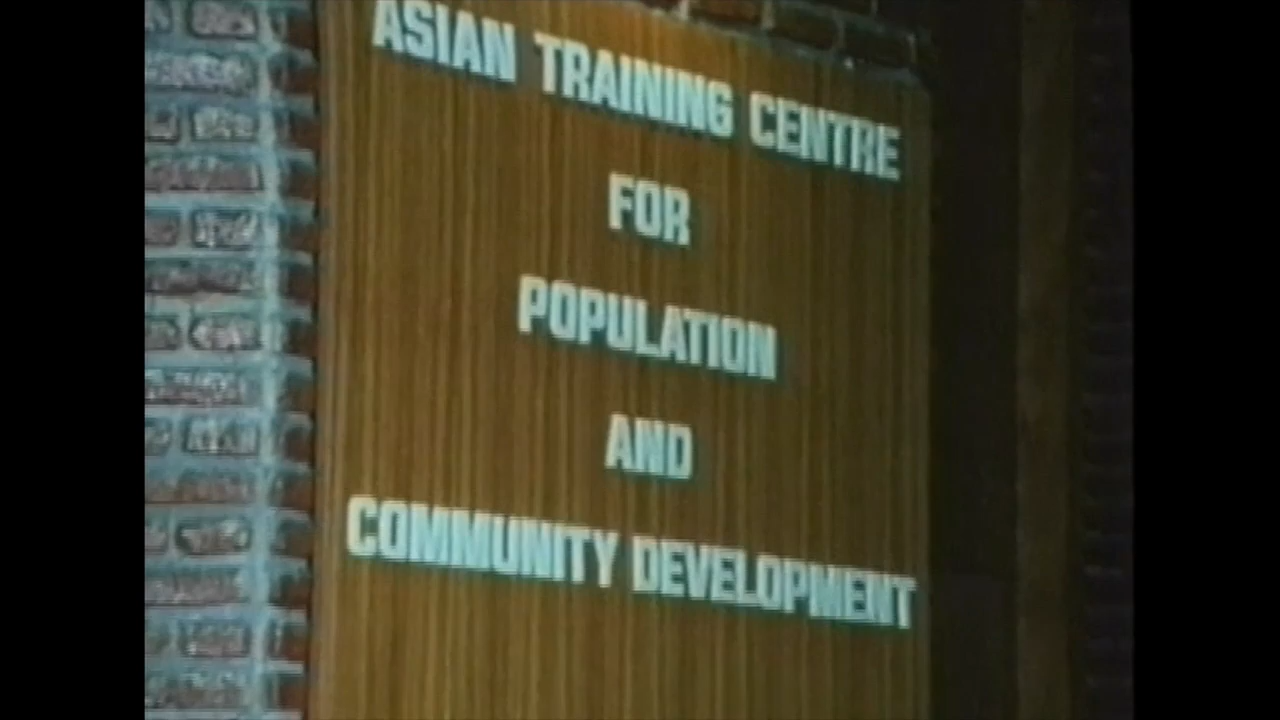 ASIAN TRAINING CENTRE
FOR
POPULATION
AND
COMMUNITY DEVELOPMENT